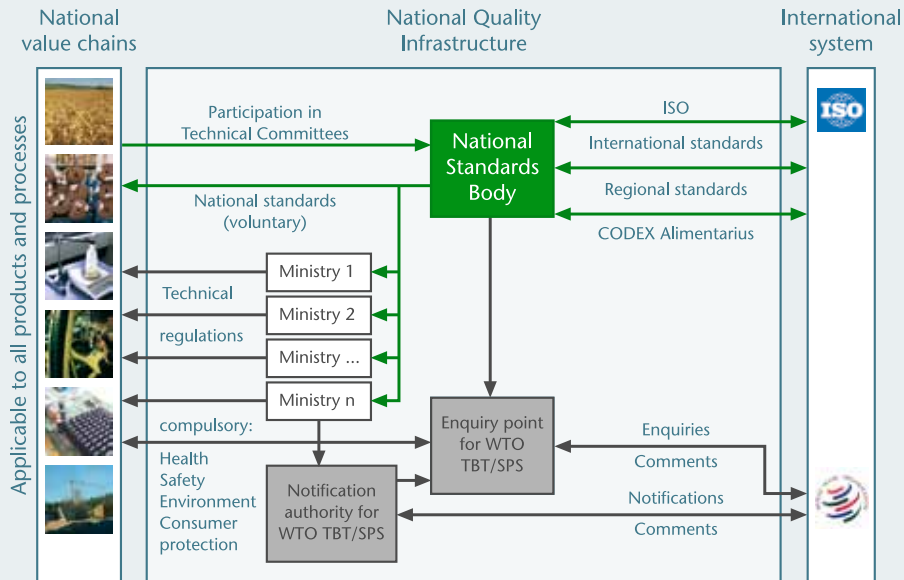 National
value chains
National Quality
Infrastructure
International
system
Applicable to all products and processes
Participation in
Technical Committees
National standards
(voluntary)
National
Standards
Body
ISO
International standards
Regional standards
CODEX Alimentarius
ISO
Ministry 1
Ministry 2
Ministry ...
Ministry n
Technical
regulations
compulsory:
Health
Safety
Environment
Consumer
protection
Notification
authority for
WTO TBT/SPS
Enquiry point
for WTO
TBT/SPS
Enquiries
Comments
Notifications
Comments